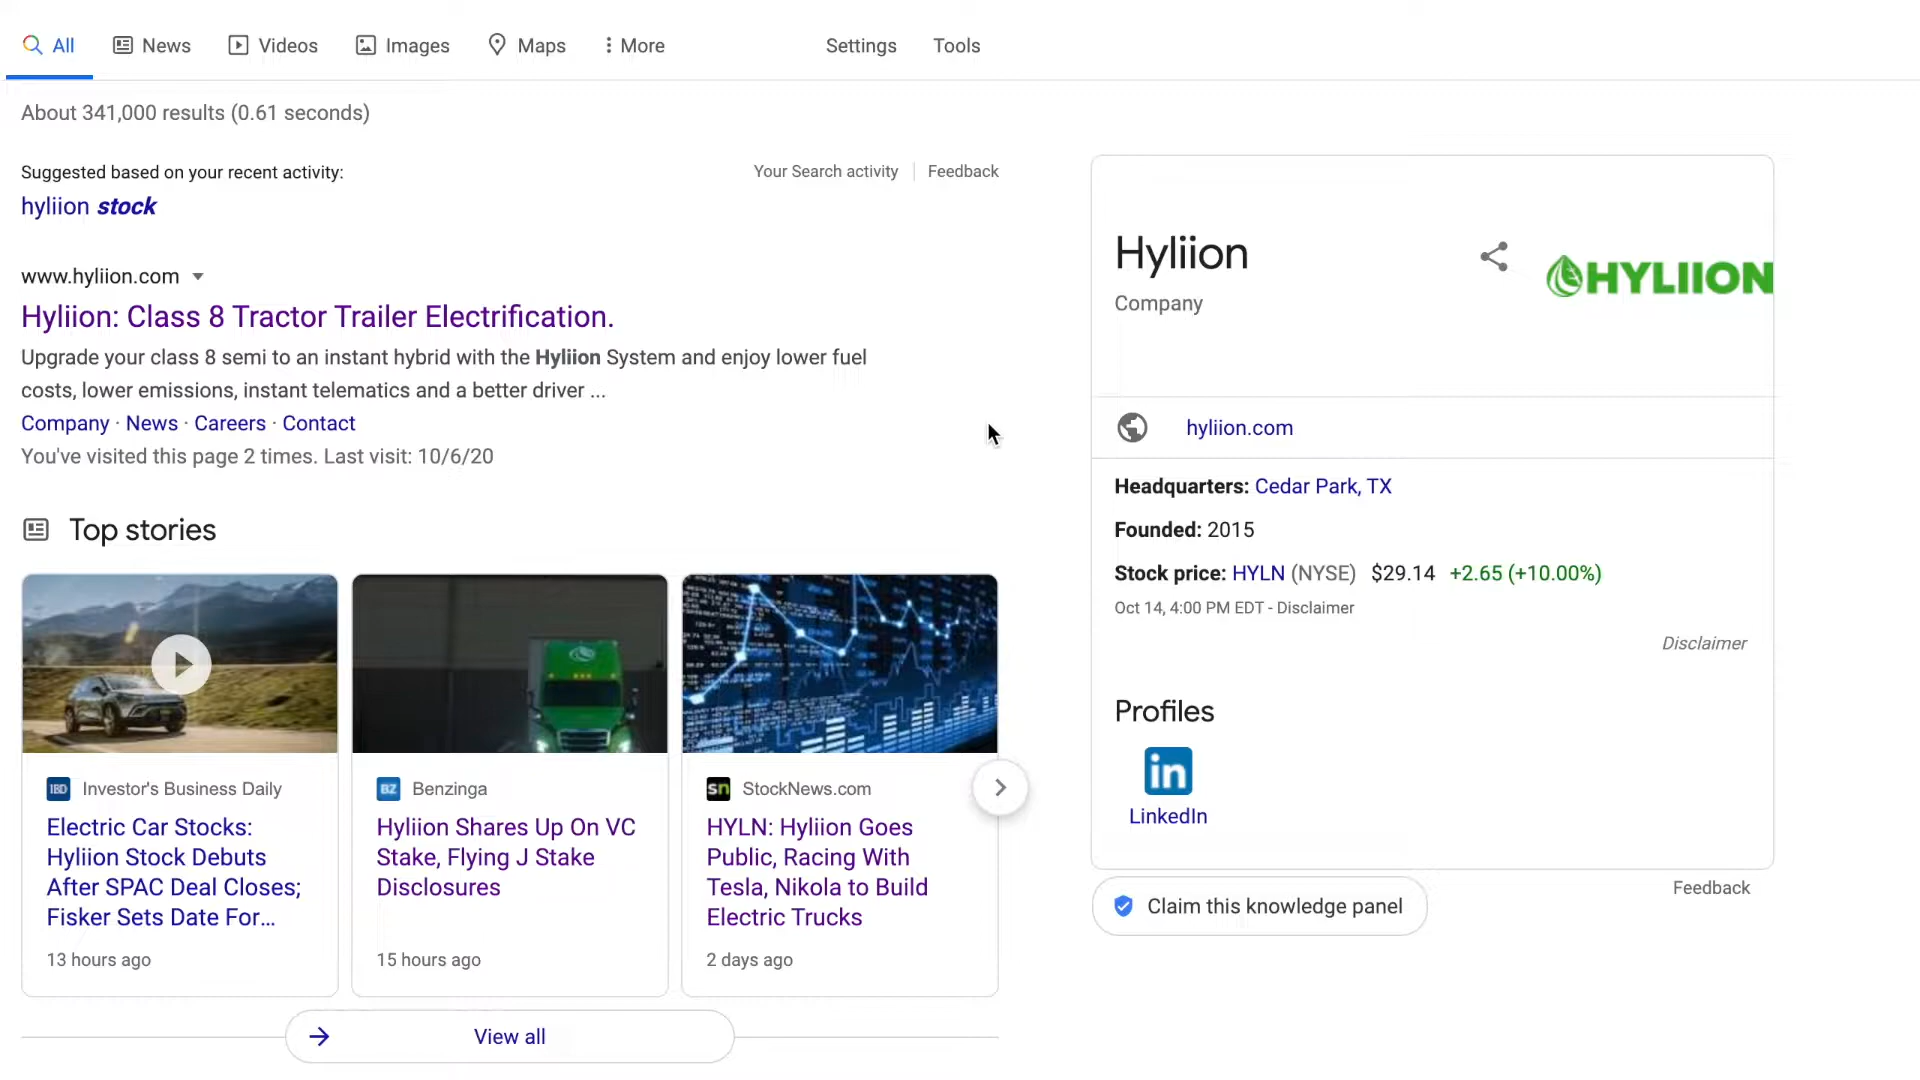 All News Videos Images Maps More Settings Tools
About 341,000 results (0.61 seconds)
Suggested based on your recent activity: Your Search activity Feedback
hyliion stock
www.hyliion.com
Hyliion: Class 8 Tractor Trailer Electrification.
Upgrade your class 8 semi to an instant hybrid with the Hyliion System and enjoy lower fuel
costs, lower emissions, instant telematics and a better driver ...
Company · News · Careers · Contact
You've visited this page 2 times. Last visit: 10/6/20
Top stories
IBD Investor's Business Daily
Electric Car Stocks:
Hyliion Stock Debuts
After SPAC Deal Closes;
Fisker Sets Date For...
13 hours ago
BZ Benzinga
Hyliion Shares Up On VC
Stake, Flying J Stake
Disclosures
15 hours ago
sn StockNews.com
HYLN: Hyliion Goes
Public, Racing With
Tesla, Nikola to Build
Electric Trucks
2 days ago
View all
Hyliion
Company
HYLIION
hyliion.com
Headquarters: Cedar Park, TX
Founded: 2015
Stock price: HYLN (NYSE) $29.14 +2.65 (+10.00%)
Oct 14, 4:00 PM EDT - Disclaimer
Disclaimer
Profiles
in
LinkedIn
Feedback
Claim this knowledge panel